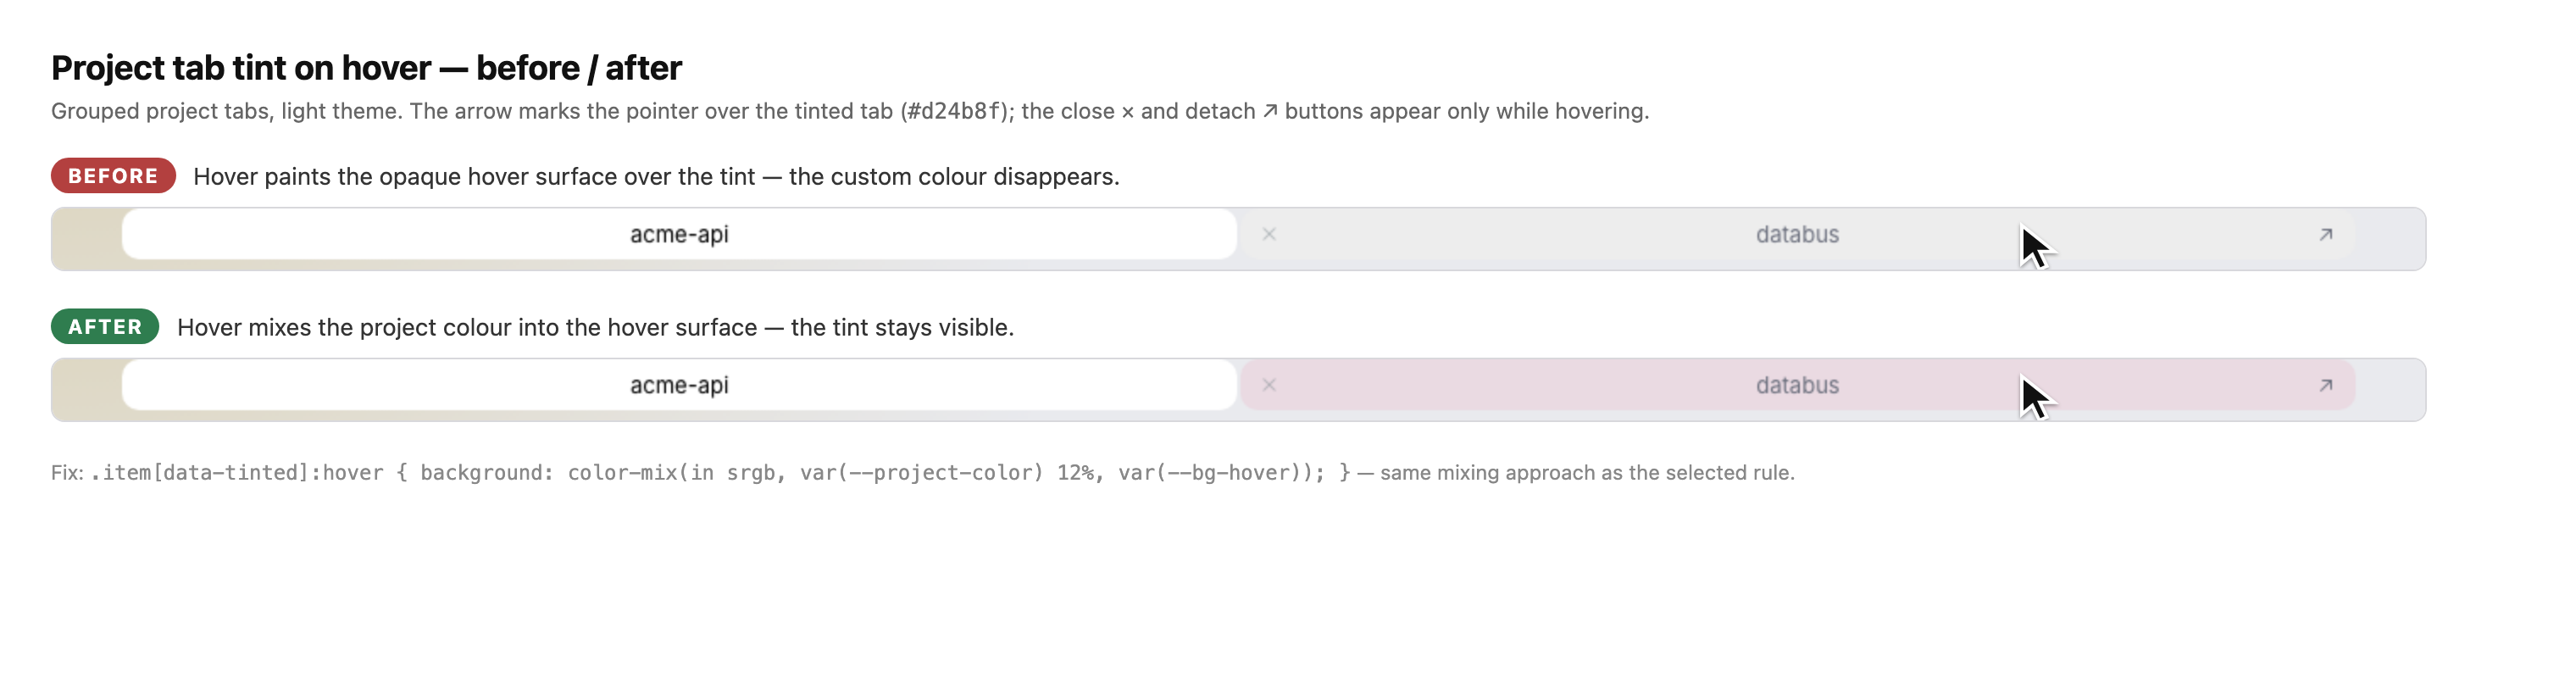 Project tab tint on hover — before / after
Grouped project tabs, light theme. The arrow marks the pointer over the tinted tab (#d24b8f); the close × and detach ↗ buttons appear only while hovering.
BEFORE Hover paints the opaque hover surface over the tint — the custom colour disappears.
acme-api × databus ↗
AFTER Hover mixes the project colour into the hover surface — the tint stays visible.
acme-api × databus ↗
Fix: .item[data-tinted]:hover { background: color-mix(in srgb, var(--project-color) 12%, var(--bg-hover)); } — same mixing approach as the selected rule.